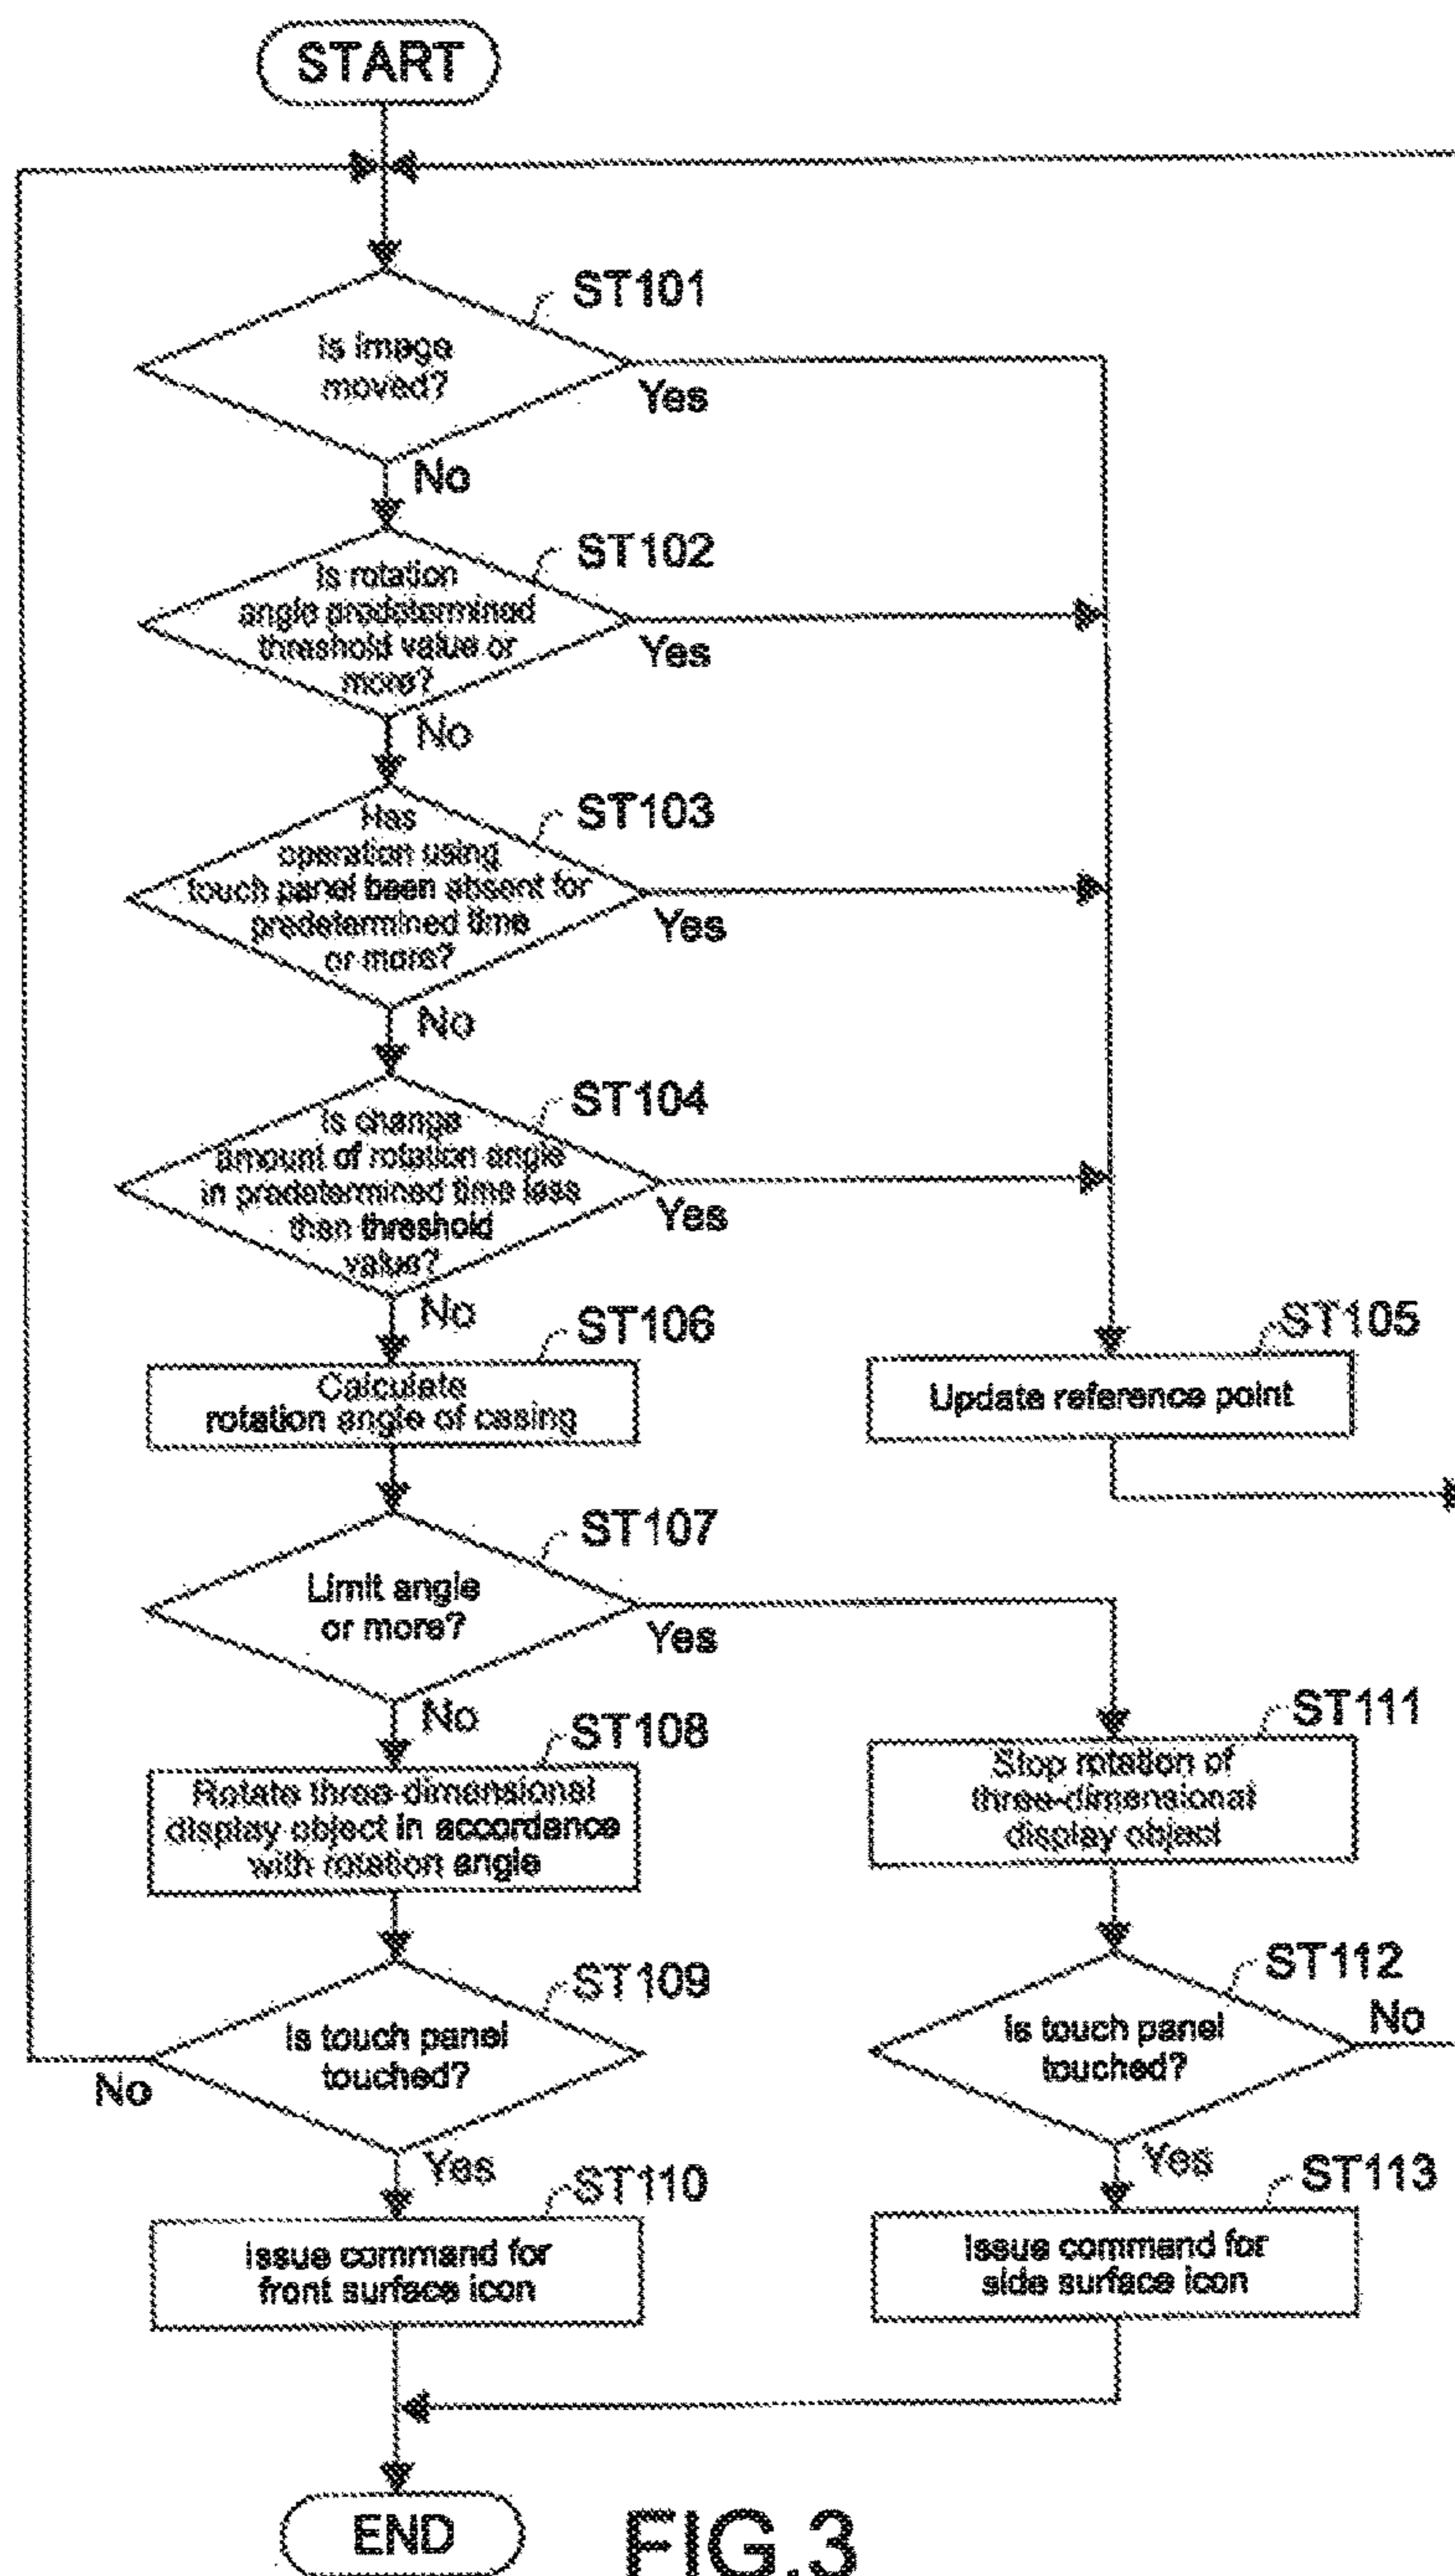 START
ST101
Is image
moved?
Yes
No
ST102
Is rotation
angle predetermined
threshold value or
more?
Yes
No
ST103
Has
operation using
touch panel been absent for
predetermined time
or more?
Yes
No
ST104
Is change
amount of rotation angle
in predetermined time less
than threshold
value?
Yes
No
ST106
Calculate
rotation angle of casing
ST105
Update reference point
ST107
Limit angle
or more?
Yes
No
ST108
Rotate three-dimensional
display object in accordance
with rotation angle
ST111
Stop rotation of
three-dimensional
display object
ST109
Is touch panel
touched?
No
Yes
ST112
Is touch panel
touched?
No
Yes
ST110
Issue command for
front surface icon
ST113
Issue command for
side surface icon
END
FIG.3